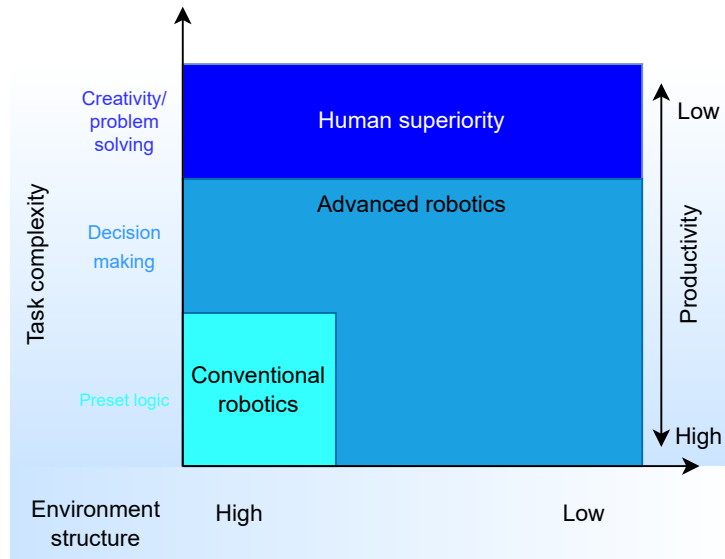 Creativity/
problem
solving
Human superiority
Low
Advanced robotics
Decision
making
Task complexity
Productivity
Conventional
robotics
Preset logic
High
Environment
structure
High
Low